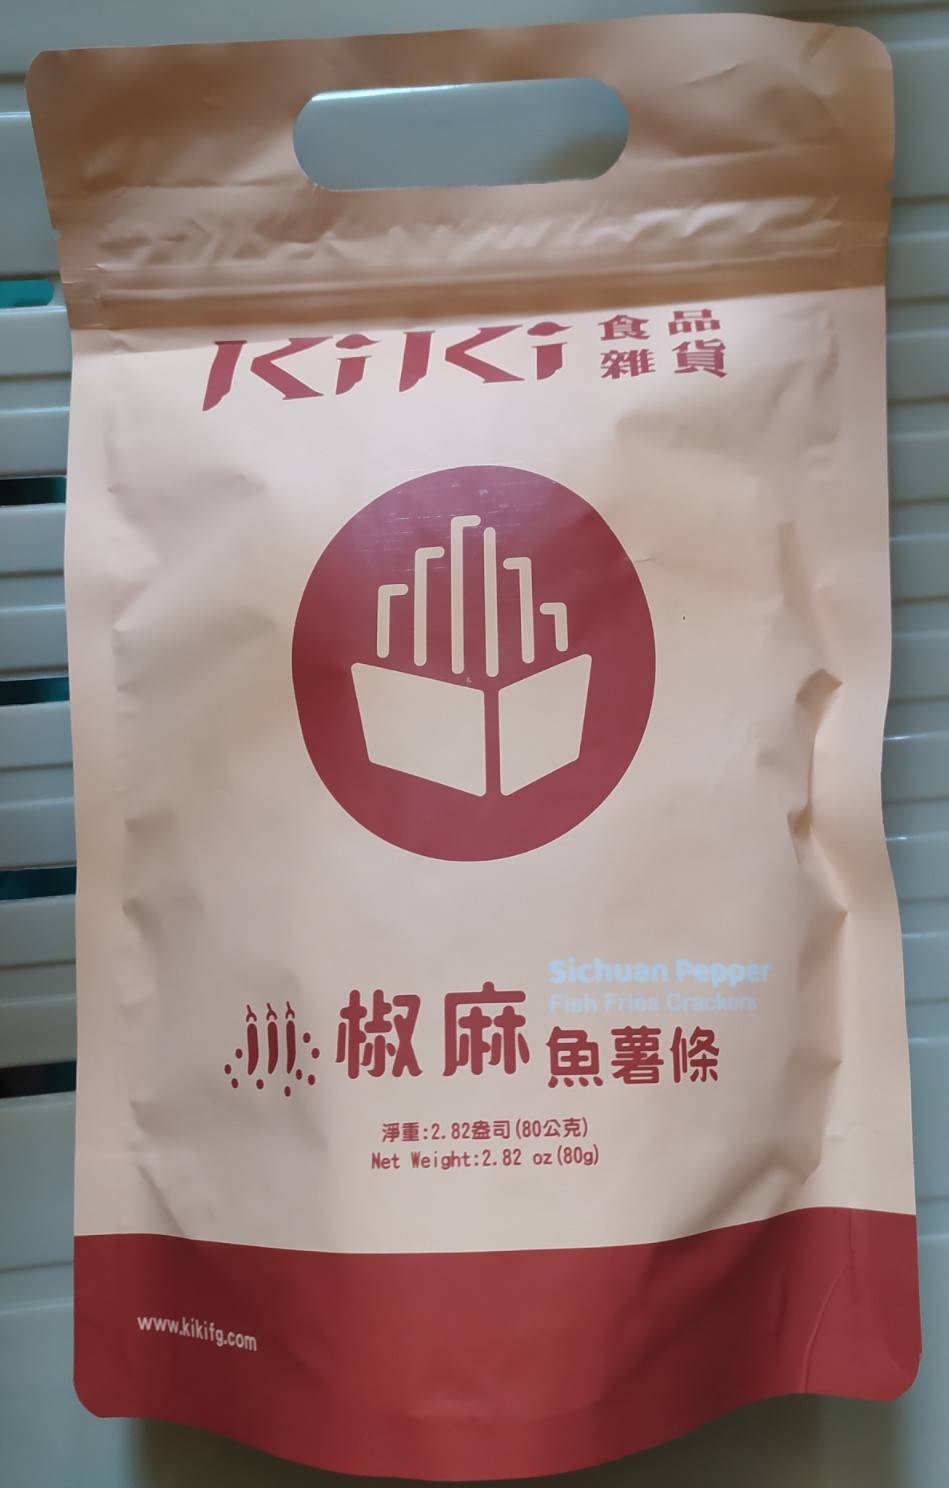 KiKi 食品
雜貨
Sichuan Pepper
Fish Fries Crackers
椒麻 魚薯條
淨重:2.82盎司(80公克)
Net Weight:2.82 oz(80g)
www.kikifg.com